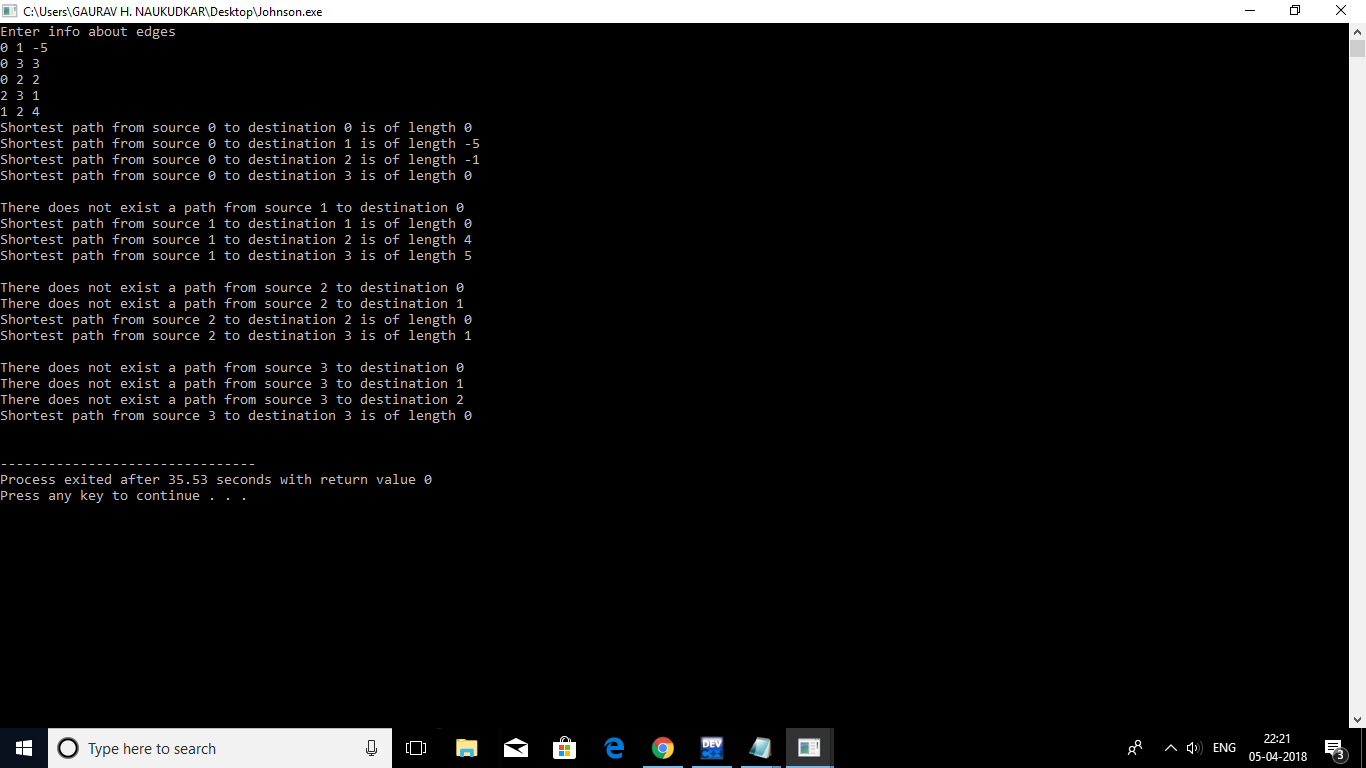 C:\Users\GAURAV H. NAUKUDKAR\Desktop\Johnson.exe
Enter info about edges
0 1 -5
0 3 3
0 2 2
2 3 1
1 2 4
Shortest path from source 0 to destination 0 is of length 0
Shortest path from source 0 to destination 1 is of length -5
Shortest path from source 0 to destination 2 is of length -1
Shortest path from source 0 to destination 3 is of length 0
There does not exist a path from source 1 to destination 0
Shortest path from source 1 to destination 1 is of length 0
Shortest path from source 1 to destination 2 is of length 4
Shortest path from source 1 to destination 3 is of length 5
There does not exist a path from source 2 to destination 0
There does not exist a path from source 2 to destination 1
Shortest path from source 2 to destination 2 is of length 0
Shortest path from source 2 to destination 3 is of length 1
There does not exist a path from source 3 to destination 0
There does not exist a path from source 3 to destination 1
There does not exist a path from source 3 to destination 2
Shortest path from source 3 to destination 3 is of length 0
--------------------------------
Process exited after 35.53 seconds with return value 0
Press any key to continue . . .
Type here to search
DEV
ENG
22:21
05-04-2018
3